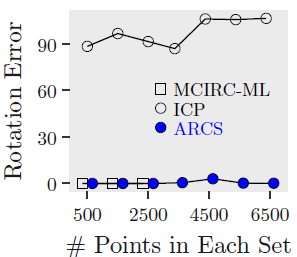 Rotation Error
90
60
30
0
MCIRC-ML
ICP
ARCS
500 2500 4500 6500
# Points in Each Set